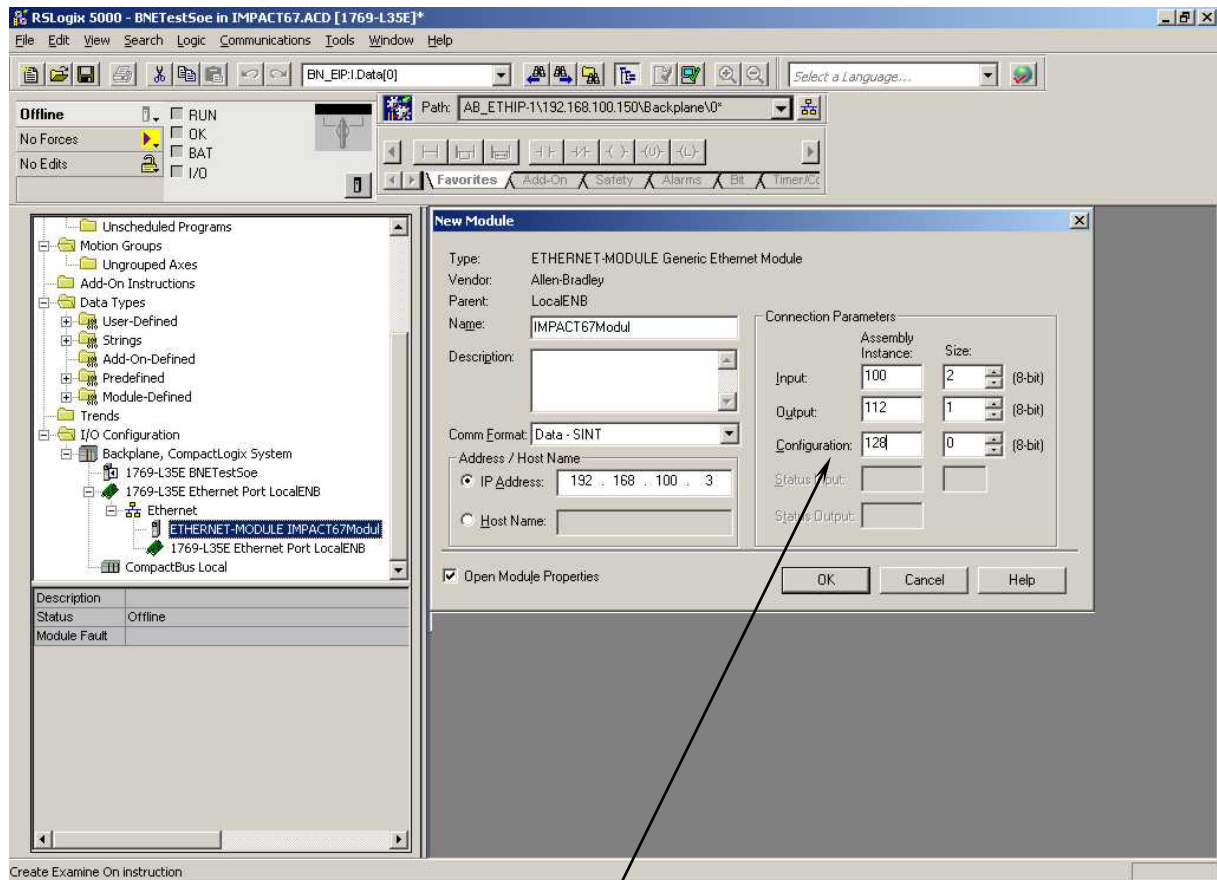 RSLogix 5000 - BNETestSoe in IMPACT67.ACD [1769-L35E]*
File Edit View Search Logic Communications Tools Window Help
BN_EIP:I.Data[0]
Select a Language...
Offline
RUN
No Forces
OK
No Edits
BAT
I/O
Path: AB_ETHIP-1\192.168.100.150\Backplane\0*
Favorites Add-On Safety Alarms Bit Timer/Cc
Unscheduled Programs
Motion Groups
Ungrouped Axes
Add-On Instructions
Data Types
User-Defined
Strings
Add-On-Defined
Predefined
Module-Defined
Trends
I/O Configuration
Backplane, CompactLogix System
1769-L35E BNETestSoe
1769-L35E Ethernet Port LocalENB
Ethernet
ETHERNET-MODULE IMPACT67Modul
1769-L35E Ethernet Port LocalENB
CompactBus Local
Description
Status Offline
Module Fault
New Module
Type: ETHERNET-MODULE Generic Ethernet Module
Vendor: Allen-Bradley
Parent: LocalENB
Name: IMPACT67Modul
Description:
Comm Format: Data - SINT
Address / Host Name
IP Address: 192 . 168 . 100 . 3
Host Name:
Connection Parameters
Assembly
Instance: Size:
Input: 100 2 (8-bit)
Output: 112 1 (8-bit)
Configuration: 128 0 (8-bit)
Status Input:
Status Output:
Open Module Properties
OK Cancel Help
Create Examine On instruction